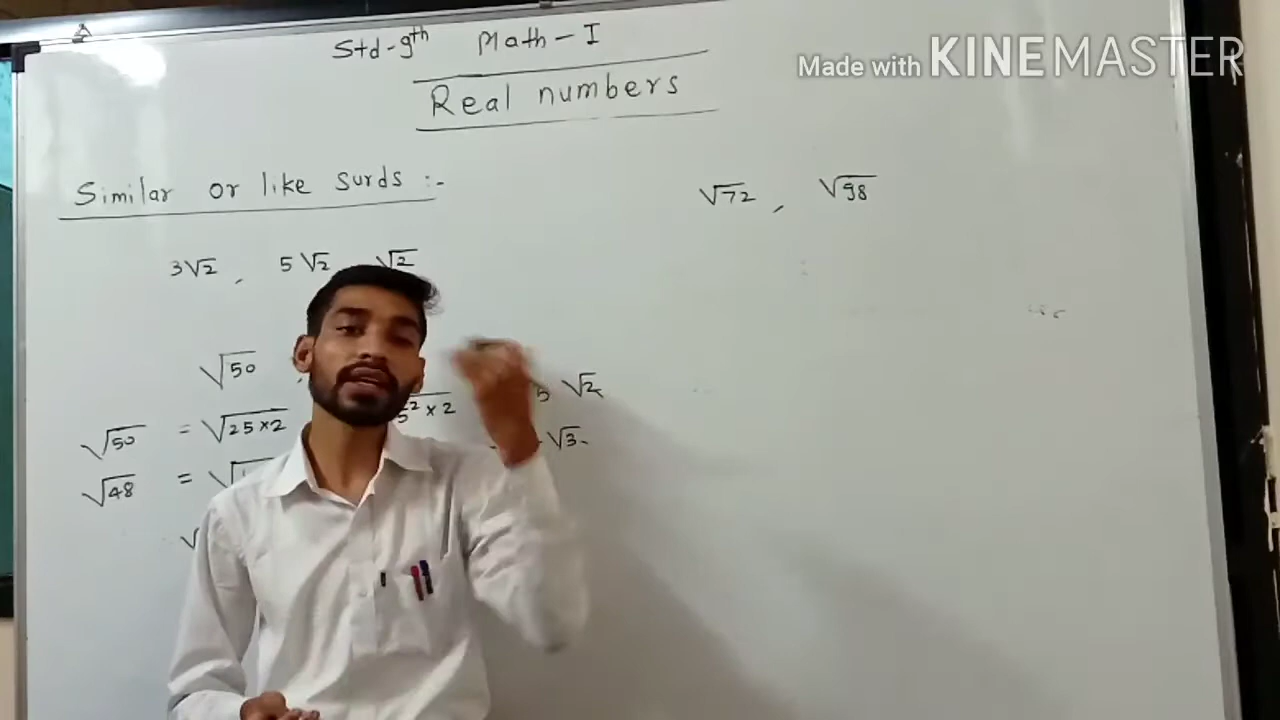 Std-9th Math-I
Made with KINEMASTER
Real numbers
Similar or like surds :-
√72 , √98
3√2 , 5√2 √2
√50 ,
√50 = √25×2 5² × 2 5 √2
√48 = √ √3